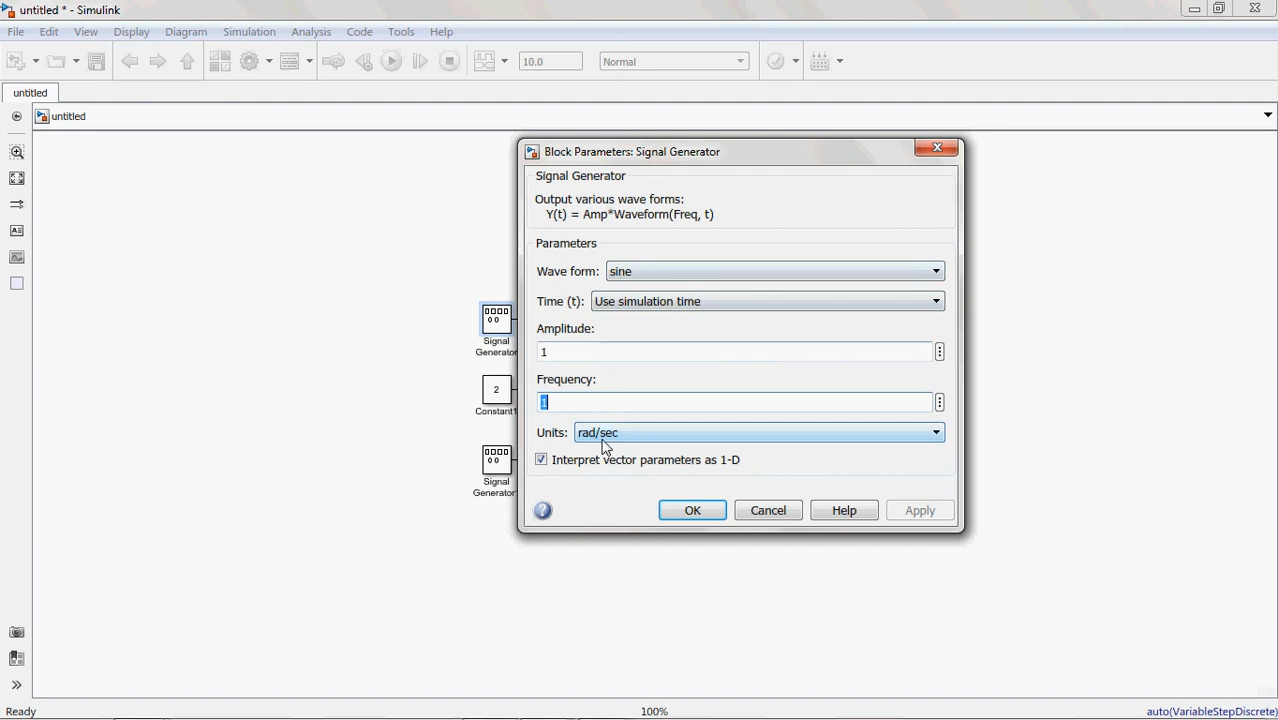 untitled * - Simulink
File Edit View Display Diagram Simulation Analysis Code Tools Help
10.0 Normal
untitled
untitled
Block Parameters: Signal Generator
Signal Generator
Output various wave forms:
Y(t) = Amp*Waveform(Freq, t)
Parameters
Wave form: sine
Time (t): Use simulation time
Amplitude:
1
Frequency:
1
Units: rad/sec
Interpret vector parameters as 1-D
OK Cancel Help Apply
Signal
Generator
2
Constant1
Signal
Generator
Ready 100% auto(VariableStepDiscrete)